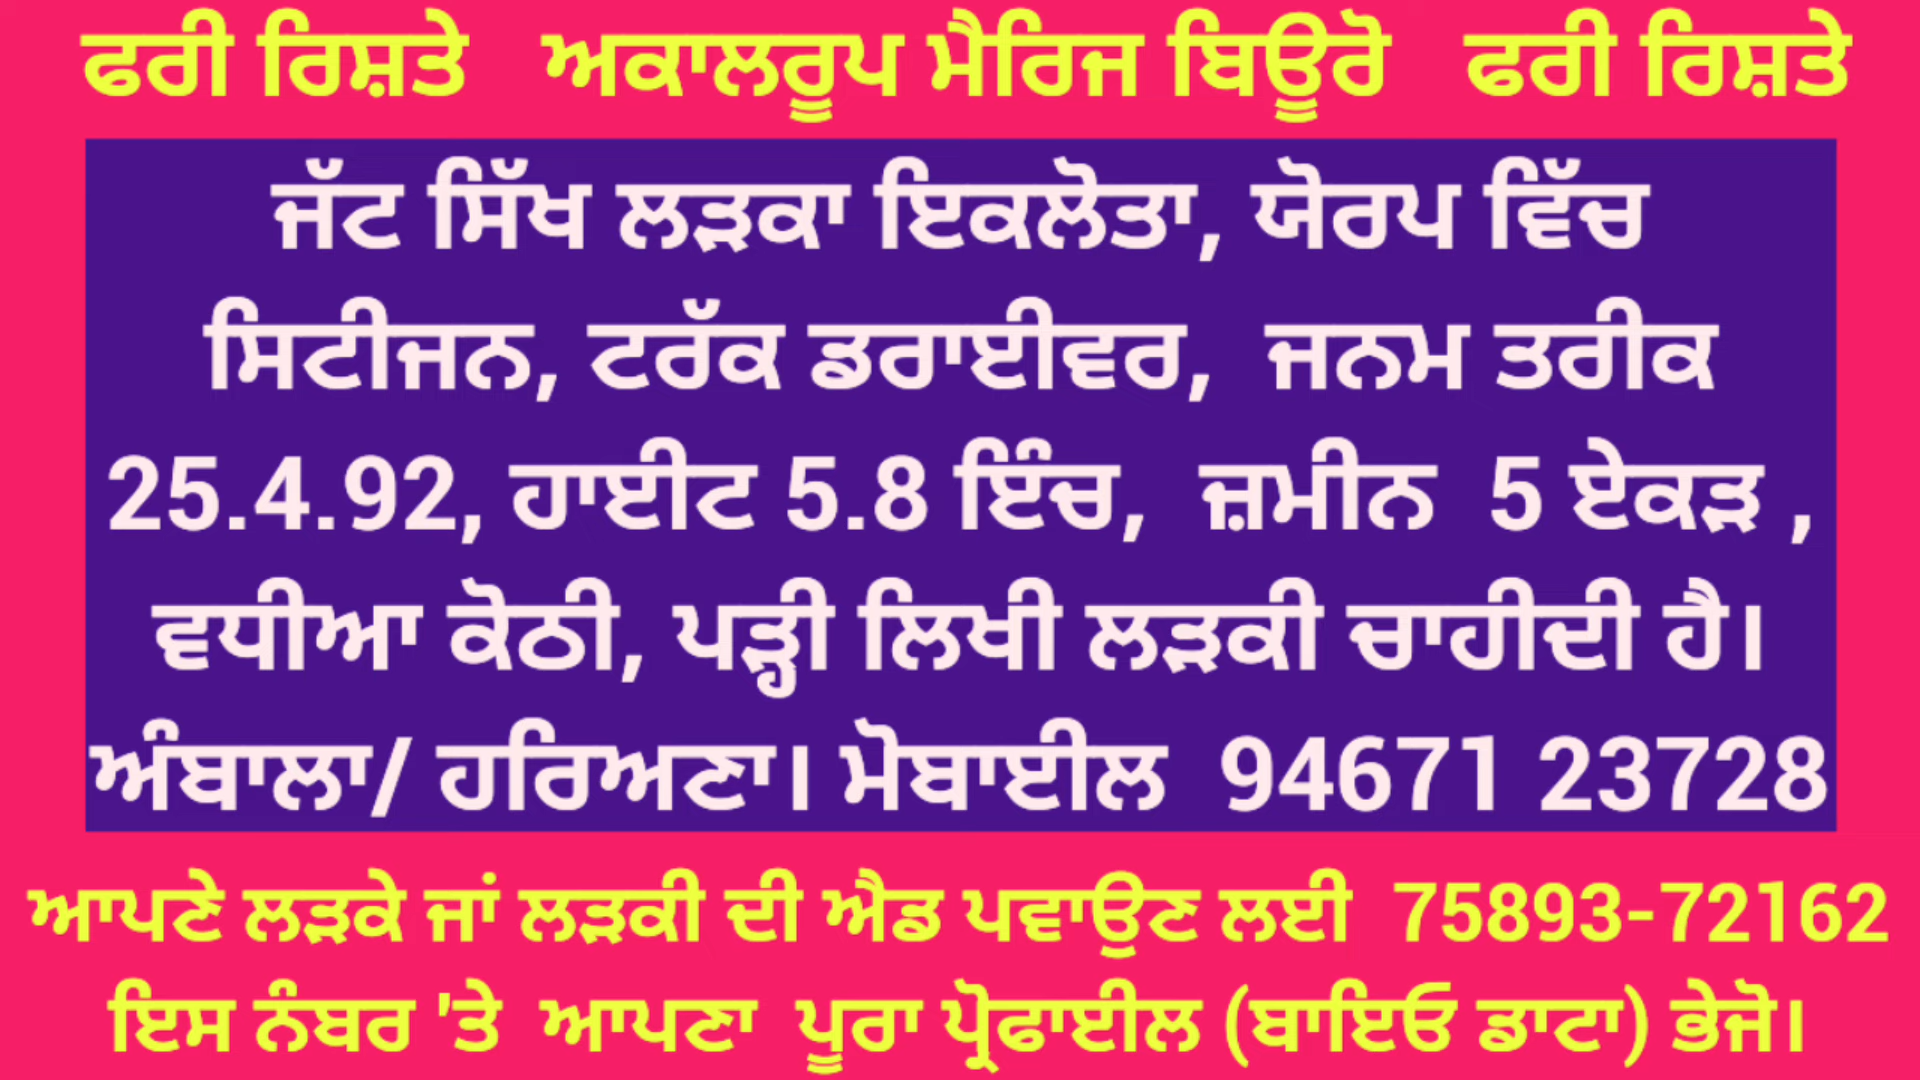 ਫਰੀ ਰਿਸ਼ਤੇ ਅਕਾਲਰੂਪ ਮੈਰਿਜ ਬਿਊਰੋ ਫਰੀ ਰਿਸ਼ਤੇ
ਜੱਟ ਸਿੱਖ ਲੜਕਾ ਇਕਲੋਤਾ, ਯੋਰਪ ਵਿੱਚ
ਸਿਟੀਜਨ, ਟਰੱਕ ਡਰਾਈਵਰ, ਜਨਮ ਤਰੀਕ
25.4.92, ਹਾਈਟ 5.8 ਇੰਚ, ਜ਼ਮੀਨ 5 ਏਕੜ ,
ਵਧੀਆ ਕੋਠੀ, ਪੜ੍ਹੀ ਲਿਖੀ ਲੜਕੀ ਚਾਹੀਦੀ ਹੈ।
ਅੰਬਾਲਾ/ ਹਰਿਅਣਾ। ਮੋਬਾਈਲ 94671 23728
ਆਪਣੇ ਲੜਕੇ ਜਾਂ ਲੜਕੀ ਦੀ ਐਡ ਪਵਾਉਣ ਲਈ 75893-72162
ਇਸ ਨੰਬਰ 'ਤੇ ਆਪਣਾ ਪੂਰਾ ਪ੍ਰੋਫਾਈਲ (ਬਾਇਓ ਡਾਟਾ) ਭੇਜੋ।